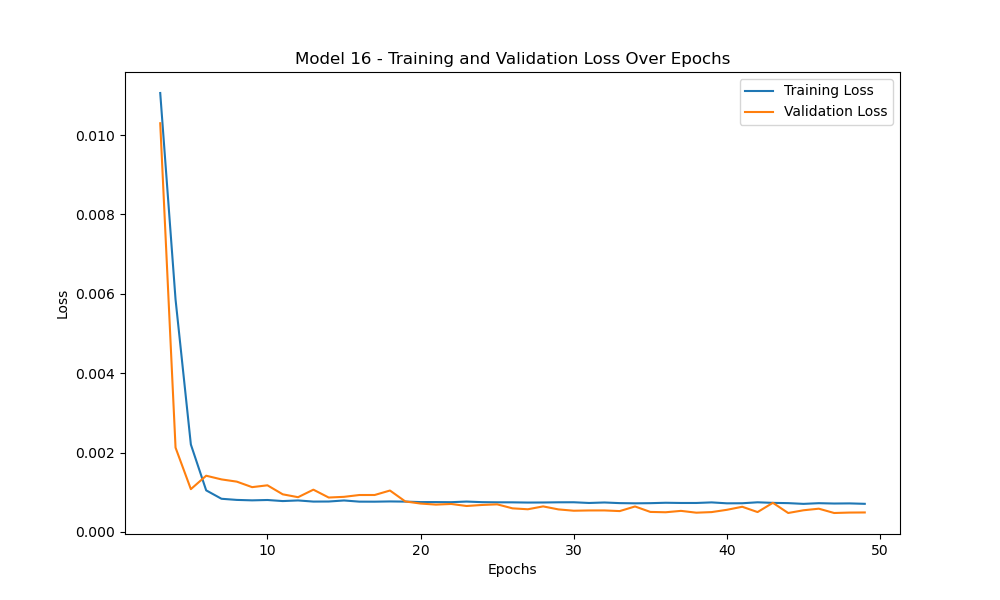 Model 16 - Training and Validation Loss Over Epochs
Training Loss
Validation Loss
0.010
0.008
0.006
0.004
0.002
0.000
Loss
10
20
30
40
50
Epochs